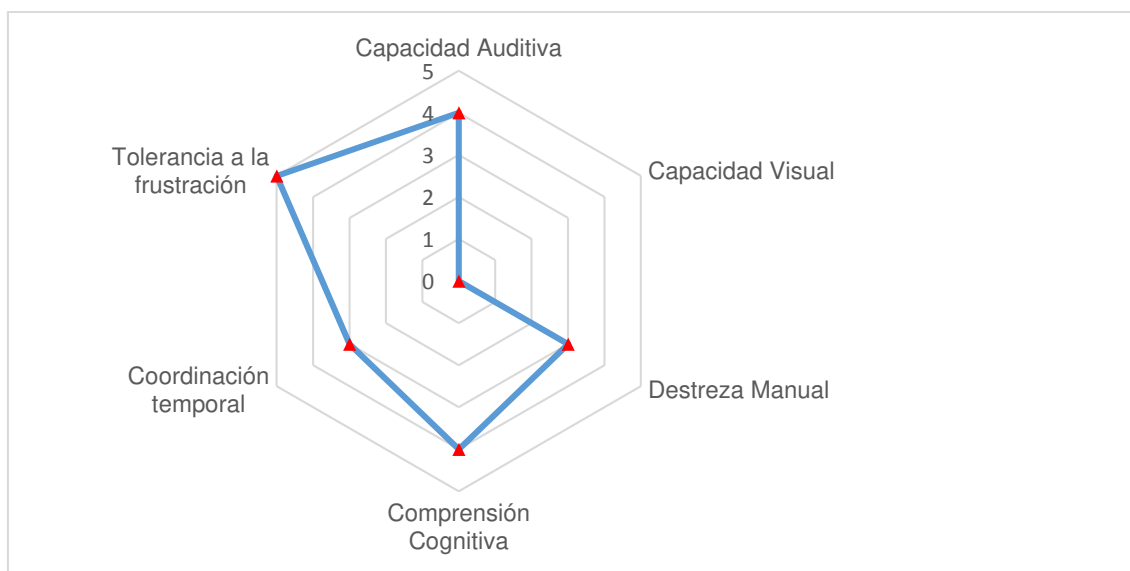 Capacidad Auditiva
5
4
3
2
1
0
Capacidad Visual
Destreza Manual
Comprensión
Cognitiva
Coordinación
temporal
Tolerancia a la
frustración